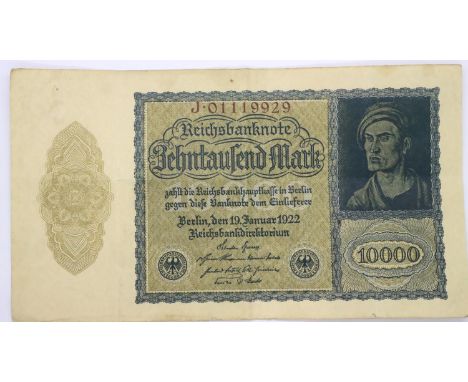 J·01119929
Reichsbanknote
Zehntausend Mark
zahlt die Reichsbankhauptkasse in Berlin
gegen diese Banknote dem Einlieferer
Berlin, den 19. Januar 1922
Reichsbankdirektorium
10000